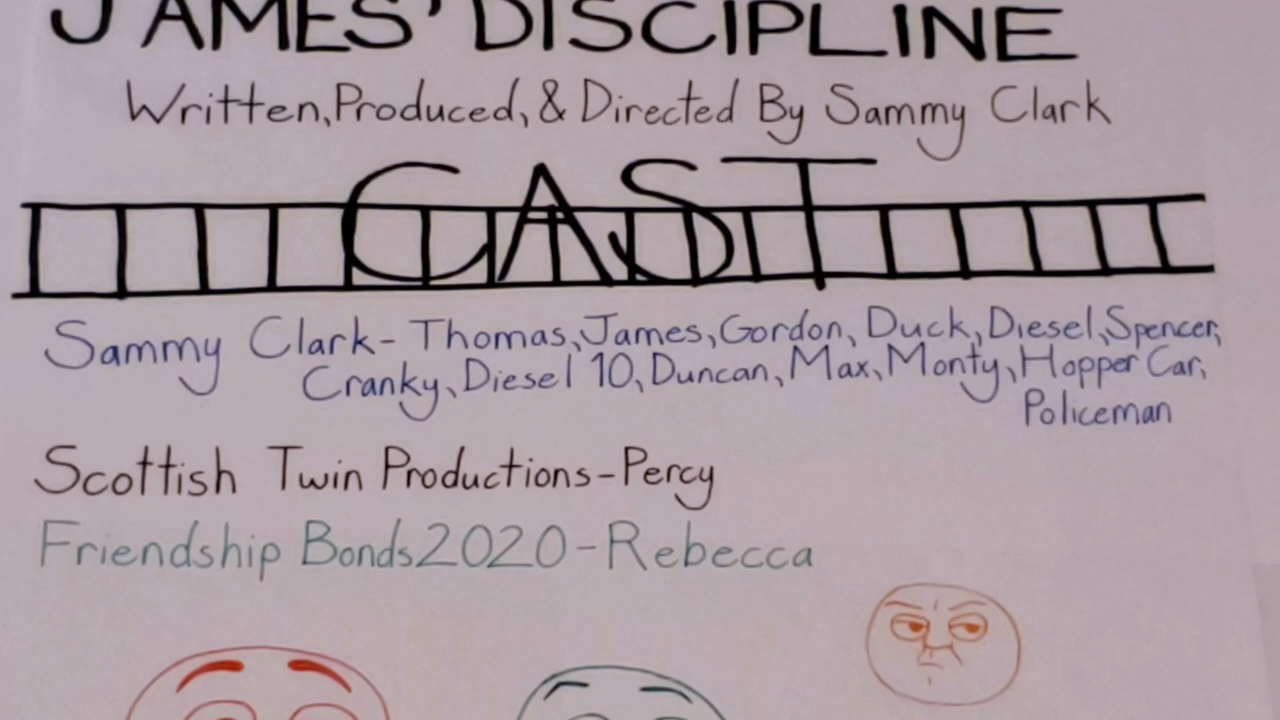 JAMES' DISCIPLINE
Written, Produced, & Directed By Sammy Clark
CAST
Sammy Clark- Thomas, James, Gordon, Duck, Diesel, Spencer,
Cranky, Diesel 10, Duncan, Max, Monty, Hopper Car,
Policeman
Scottish Twin Productions-Percy
Friendship Bonds2020-Rebecca